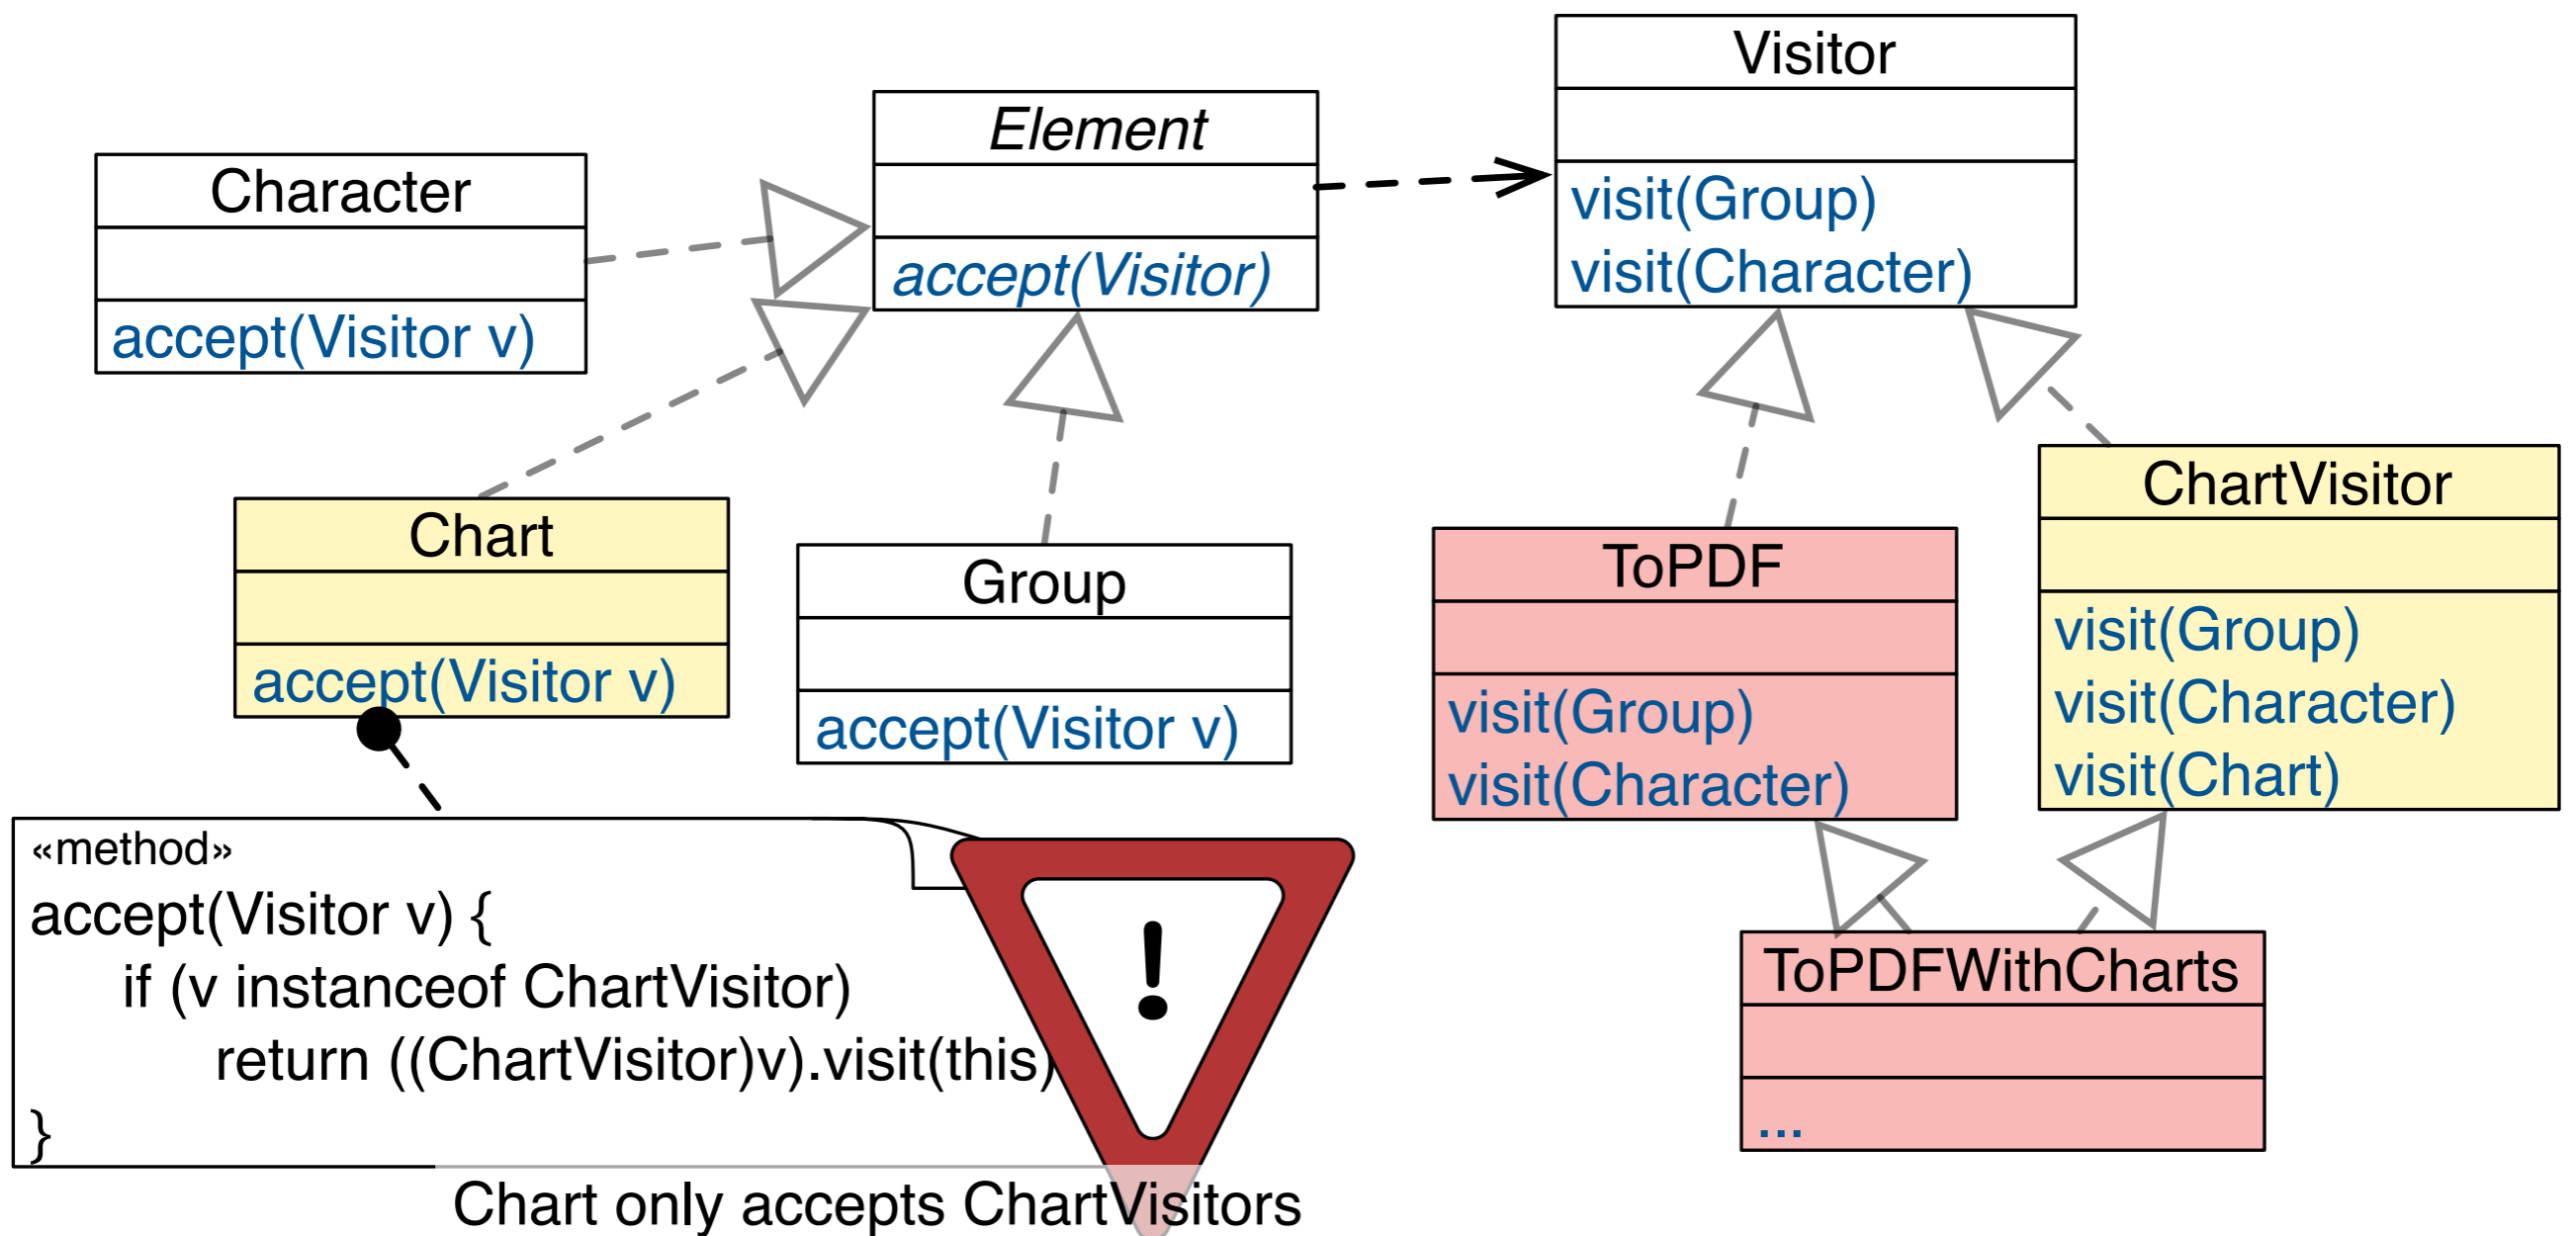 Visitor
visit(Group)
visit(Character)
Element
accept(Visitor)
Character
accept(Visitor v)
Chart
accept(Visitor v)
Group
accept(Visitor v)
ToPDF
visit(Group)
visit(Character)
ChartVisitor
visit(Group)
visit(Character)
visit(Chart)
ToPDFWithCharts
...
«method»
accept(Visitor v) {
if (v instanceof ChartVisitor)
return ((ChartVisitor)v).visit(this)
}
!
Chart only accepts ChartVisitors